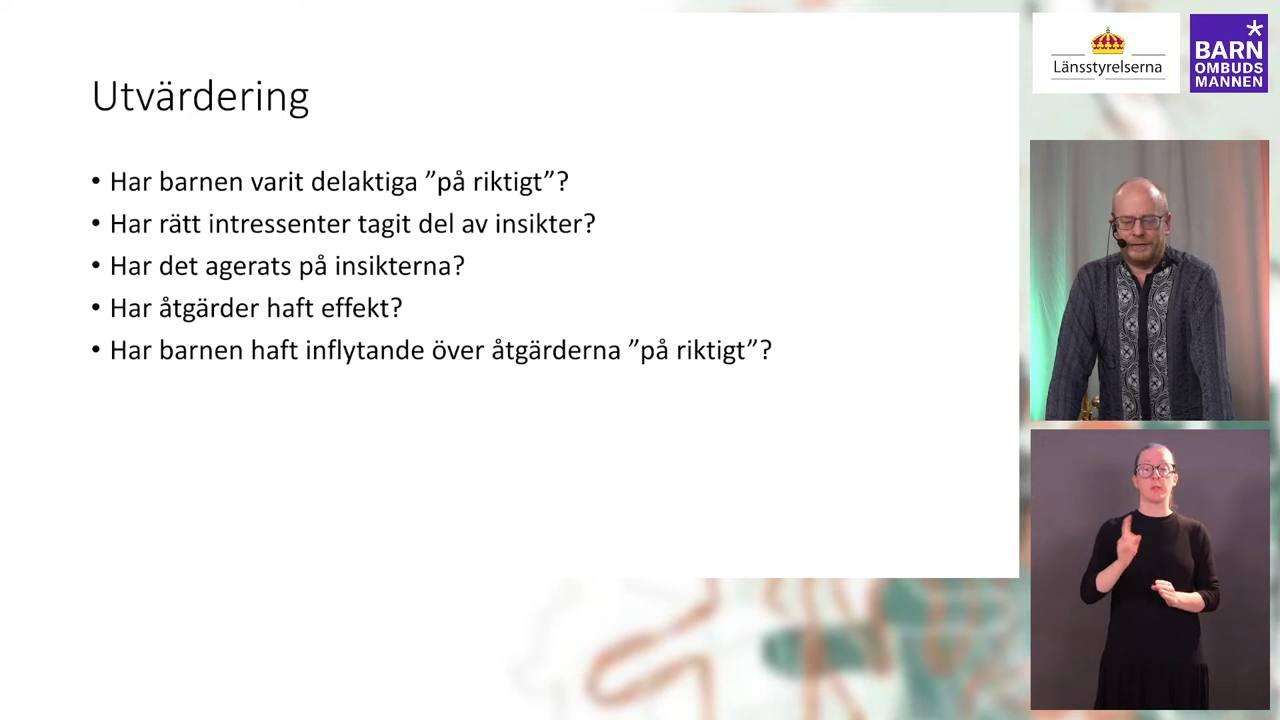 Utvärdering
• Har barnen varit delaktiga ”på riktigt”?
• Har rätt intressenter tagit del av insikter?
• Har det agerats på insikterna?
• Har åtgärder haft effekt?
• Har barnen haft inflytande över åtgärderna ”på riktigt”?
Länsstyrelserna
BARN
OMBUDS
MANNEN